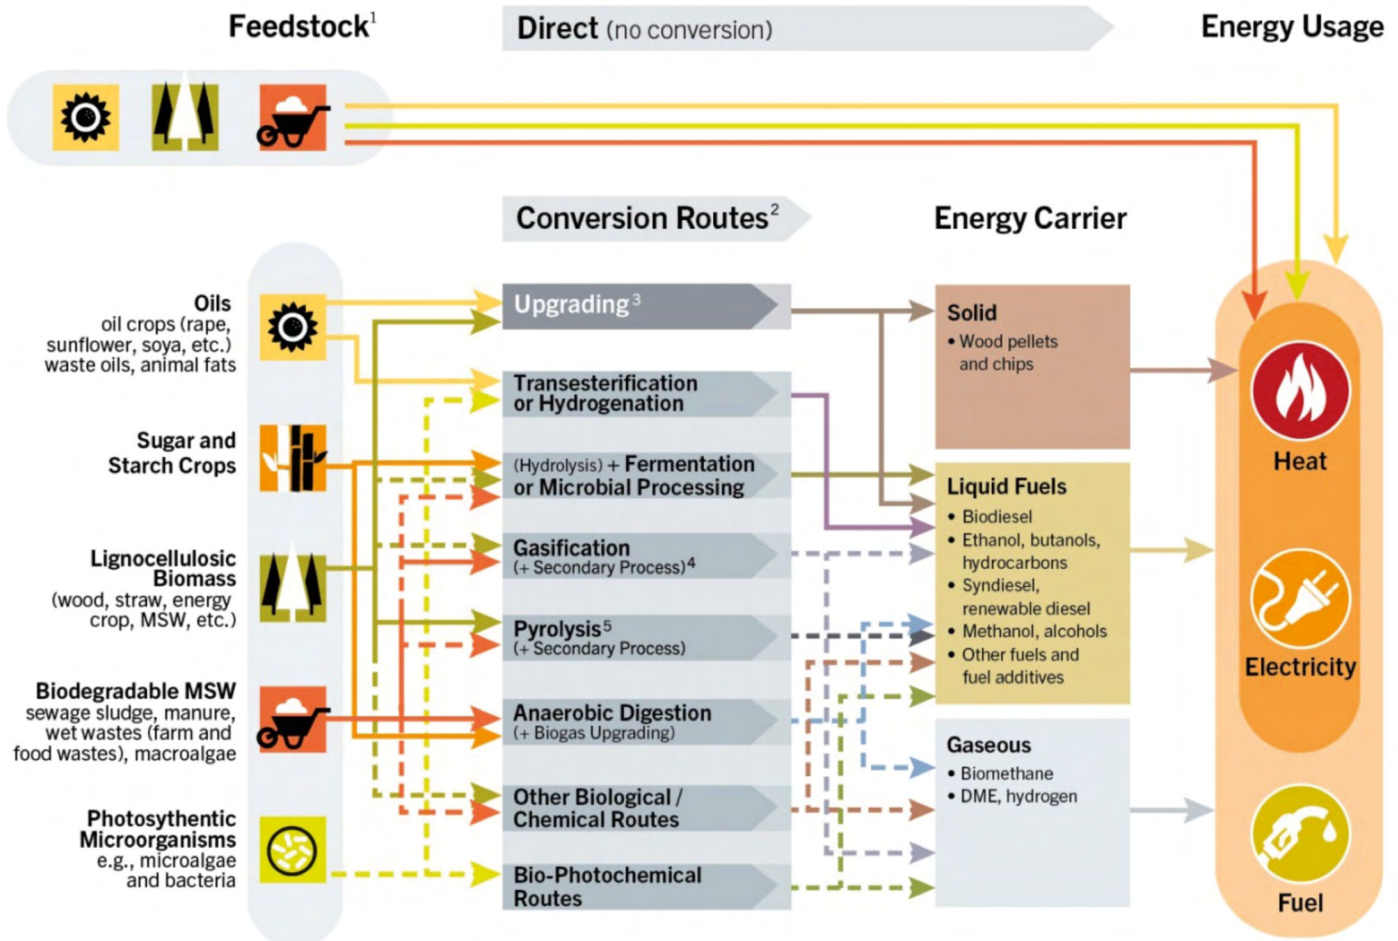 Feedstock1
Direct (no conversion)
Energy Usage
Conversion Routes2
Energy Carrier
Oils
oil crops (rape,
sunflower, soya, etc.)
waste oils, animal fats
Sugar and
Starch Crops
Lignocellulosic
Biomass
(wood, straw, energy
crop, MSW, etc.)
Biodegradable MSW
sewage sludge, manure,
wet wastes (farm and
food wastes), macroalgae
Photosythentic
Microorganisms
e.g., microalgae
and bacteria
Upgrading3
Transesterification
or Hydrogenation
(Hydrolysis) + Fermentation
or Microbial Processing
Gasification
(+ Secondary Process)4
Pyrolysis5
(+ Secondary Process)
Anaerobic Digestion
(+ Biogas Upgrading)
Other Biological /
Chemical Routes
Bio-Photochemical
Routes
Solid
• Wood pellets
and chips
Liquid Fuels
• Biodiesel
• Ethanol, butanols,
hydrocarbons
• Syndiesel,
renewable diesel
• Methanol, alcohols
• Other fuels and
fuel additives
Gaseous
• Biomethane
• DME, hydrogen
Heat
Electricity
Fuel